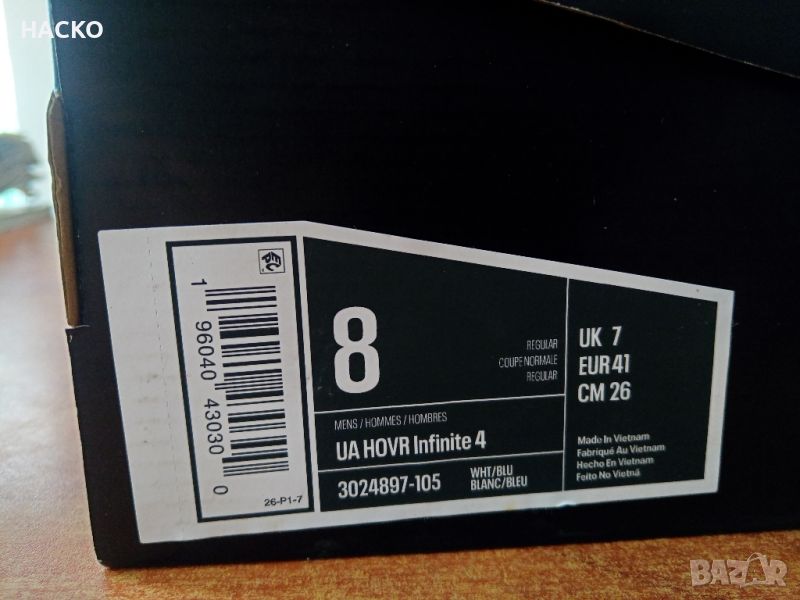 НАСКО
1 96040 43030 0
26-P1-7
8
REGULAR
COUPE NORMALE
REGULAR
MENS / HOMMES / HOMBRES
UA HOVR Infinite 4
3024897-105
WHT/BLU
BLANC/BLEU
UK 7
EUR 41
CM 26
Made In Vietnam
Fabriqué Au Vietnam
Hecho En Vietnam
Feito No Vietnã
BAZAR